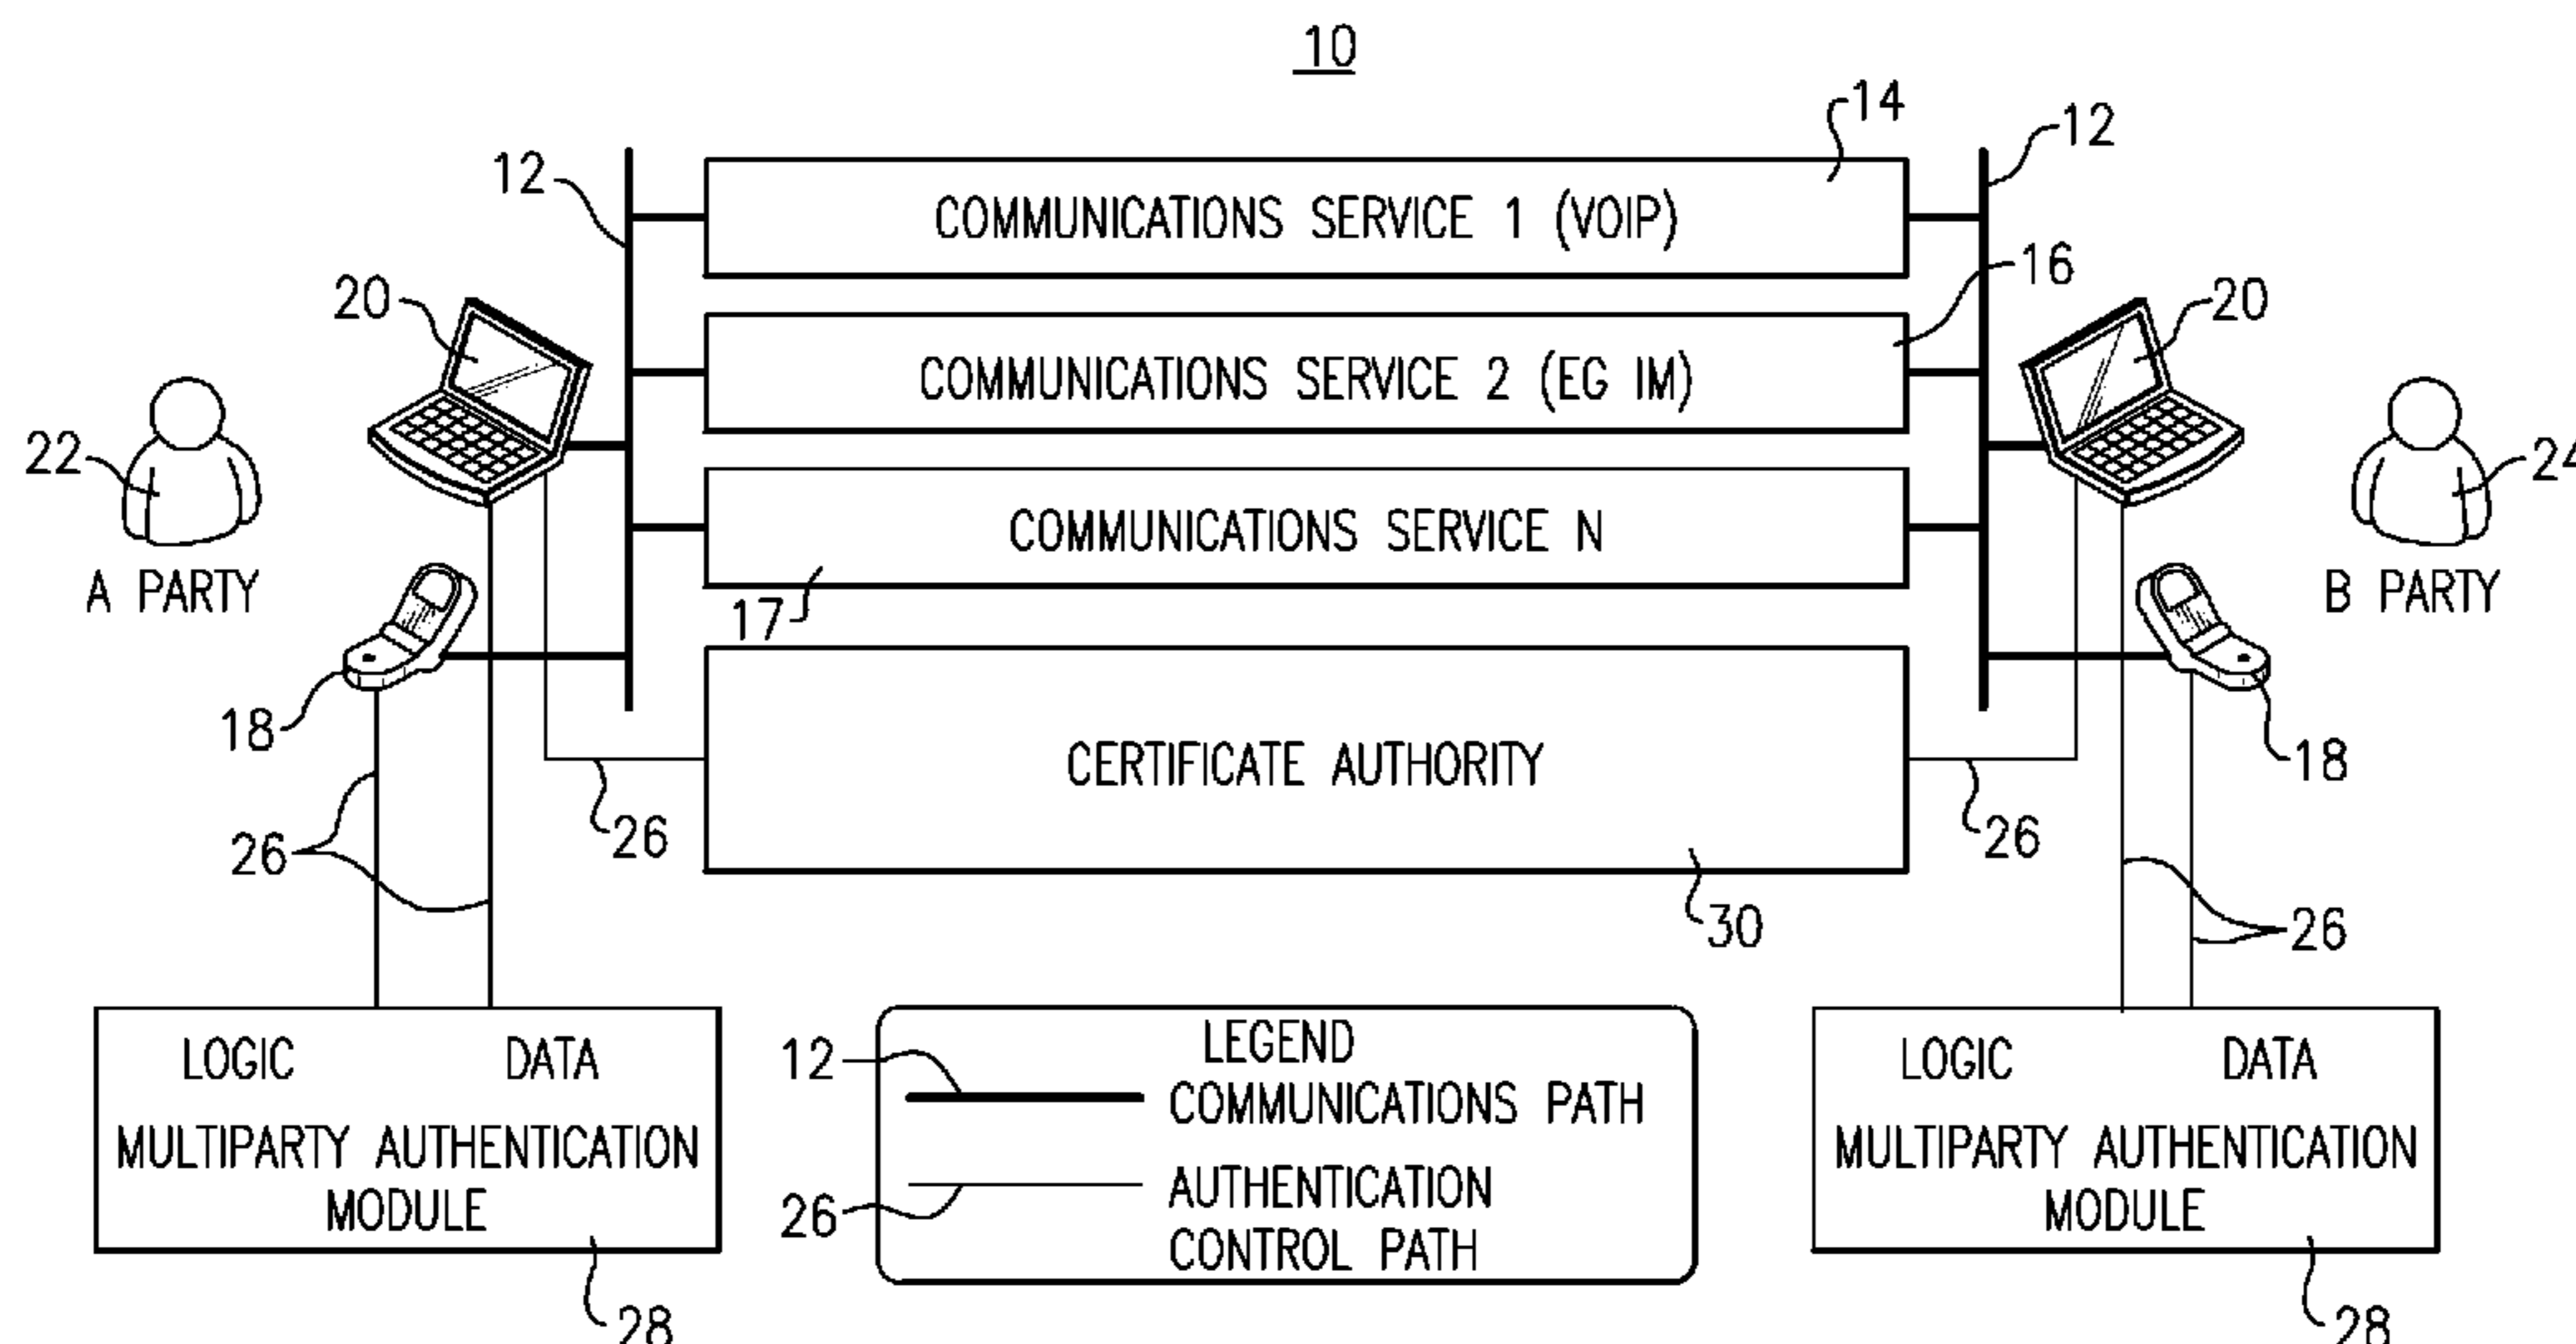 10
14
12
12
COMMUNICATIONS SERVICE 1 (VOIP)
16
20
20
COMMUNICATIONS SERVICE 2 (EG IM)
22
24
COMMUNICATIONS SERVICE N
A PARTY
B PARTY
17
18
18
CERTIFICATE AUTHORITY
26
26
26
30
26
LOGIC DATA
MULTIPARTY AUTHENTICATION
MODULE
28
LEGEND
12
COMMUNICATIONS PATH
26
AUTHENTICATION
CONTROL PATH
LOGIC DATA
MULTIPARTY AUTHENTICATION
MODULE
28